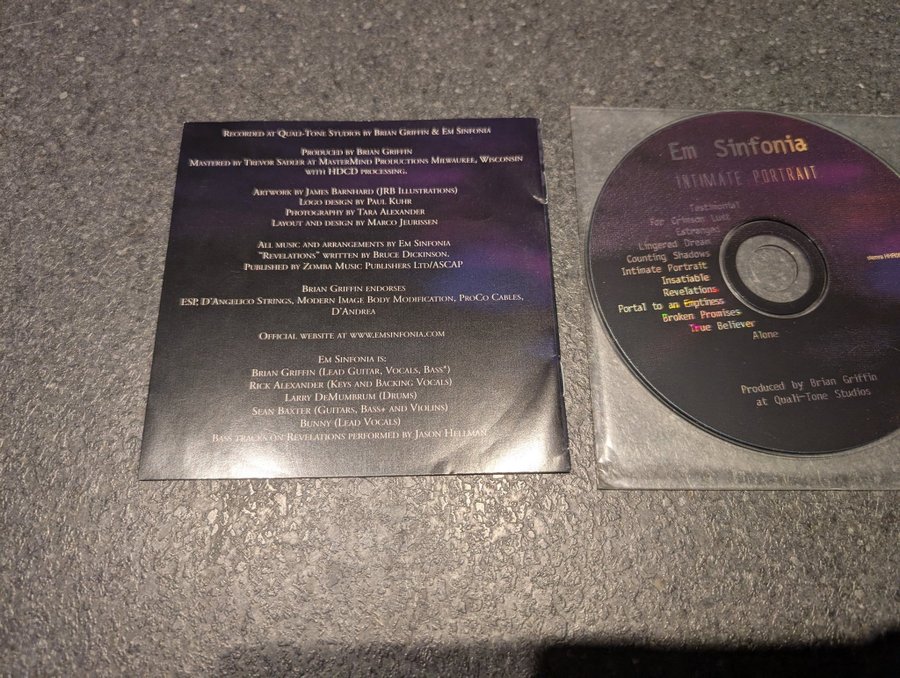 Recorded at Quali-Tone Studios by Brian Griffin & Em Sinfonia
Produced by Brian Griffin
Mastered by Trevor Sadler at MasterMind Productions Milwaukee, Wisconsin
with HDCD processing.
Artwork by James Barnhard (JRB Illustrations)
Logo design by Paul Kuhr
Photography by Tara Alexander
Layout and design by Marco Jeurissen
All music and arrangements by Em Sinfonia
"Revelations" written by Bruce Dickinson.
Published by Zomba Music Publishers Ltd/ASCAP
Brian Griffin endorses
ESP, D'Angelico Strings, Modern Image Body Modification, ProCo Cables,
D'Andrea
Official website at www.emsinfonia.com
Em Sinfonia is:
Brian Griffin (Lead Guitar, Vocals, Bass*)
Rick Alexander (Keys and Backing Vocals)
Larry DeMumbrum (Drums)
Sean Baxter (Guitars, Bass+ and Violins)
Bunny (Lead Vocals)
Bass tracks on Revelations performed by Jason Hellman
Em Sinfonia
INTIMATE PORTRAIT
Testimonial
For Crimson Lust
Estranged
Lingered Dream
Counting Shadows
Intimate Portrait
Insatiable
Revelations
Portal to an Emptiness
Broken Promises
True Believer
Alone
Produced by Brian Griffin
at Quali-Tone Studios